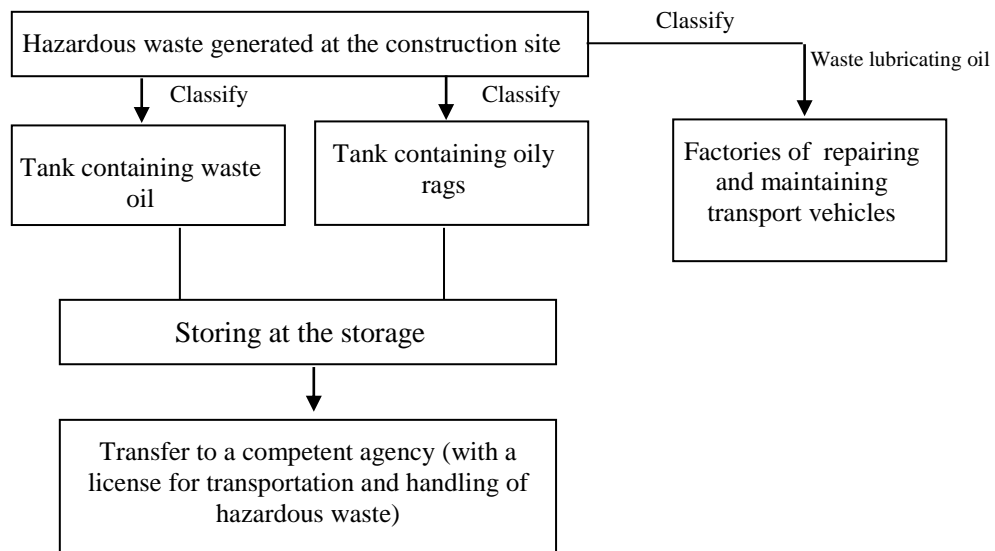 Classify
Hazardous waste generated at the construction site
Waste lubricating oil
Classify
Classify
Tank containing waste
oil
Tank containing oily
rags
Factories of repairing
and maintaining
transport vehicles
Storing at the storage
Transfer to a competent agency (with a
license for transportation and handling of
hazardous waste)